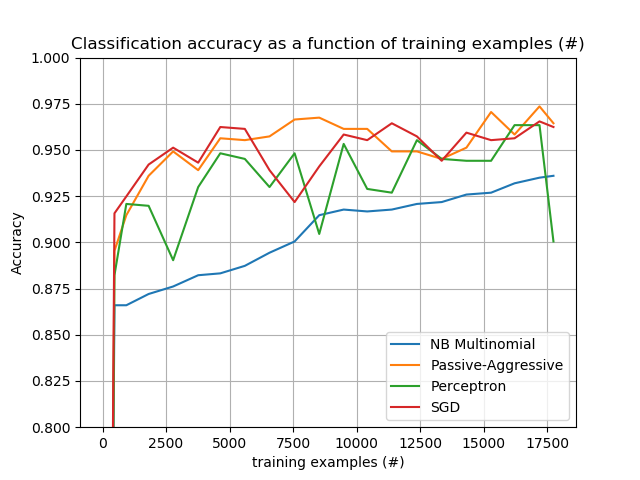 Classification accuracy as a function of training examples (#)
1.000
0.975
0.950
0.925
0.900
0.875
0.850
0.825
0.800
Accuracy
NB Multinomial
Passive-Aggressive
Perceptron
SGD
0 2500 5000 7500 10000 12500 15000 17500
training examples (#)